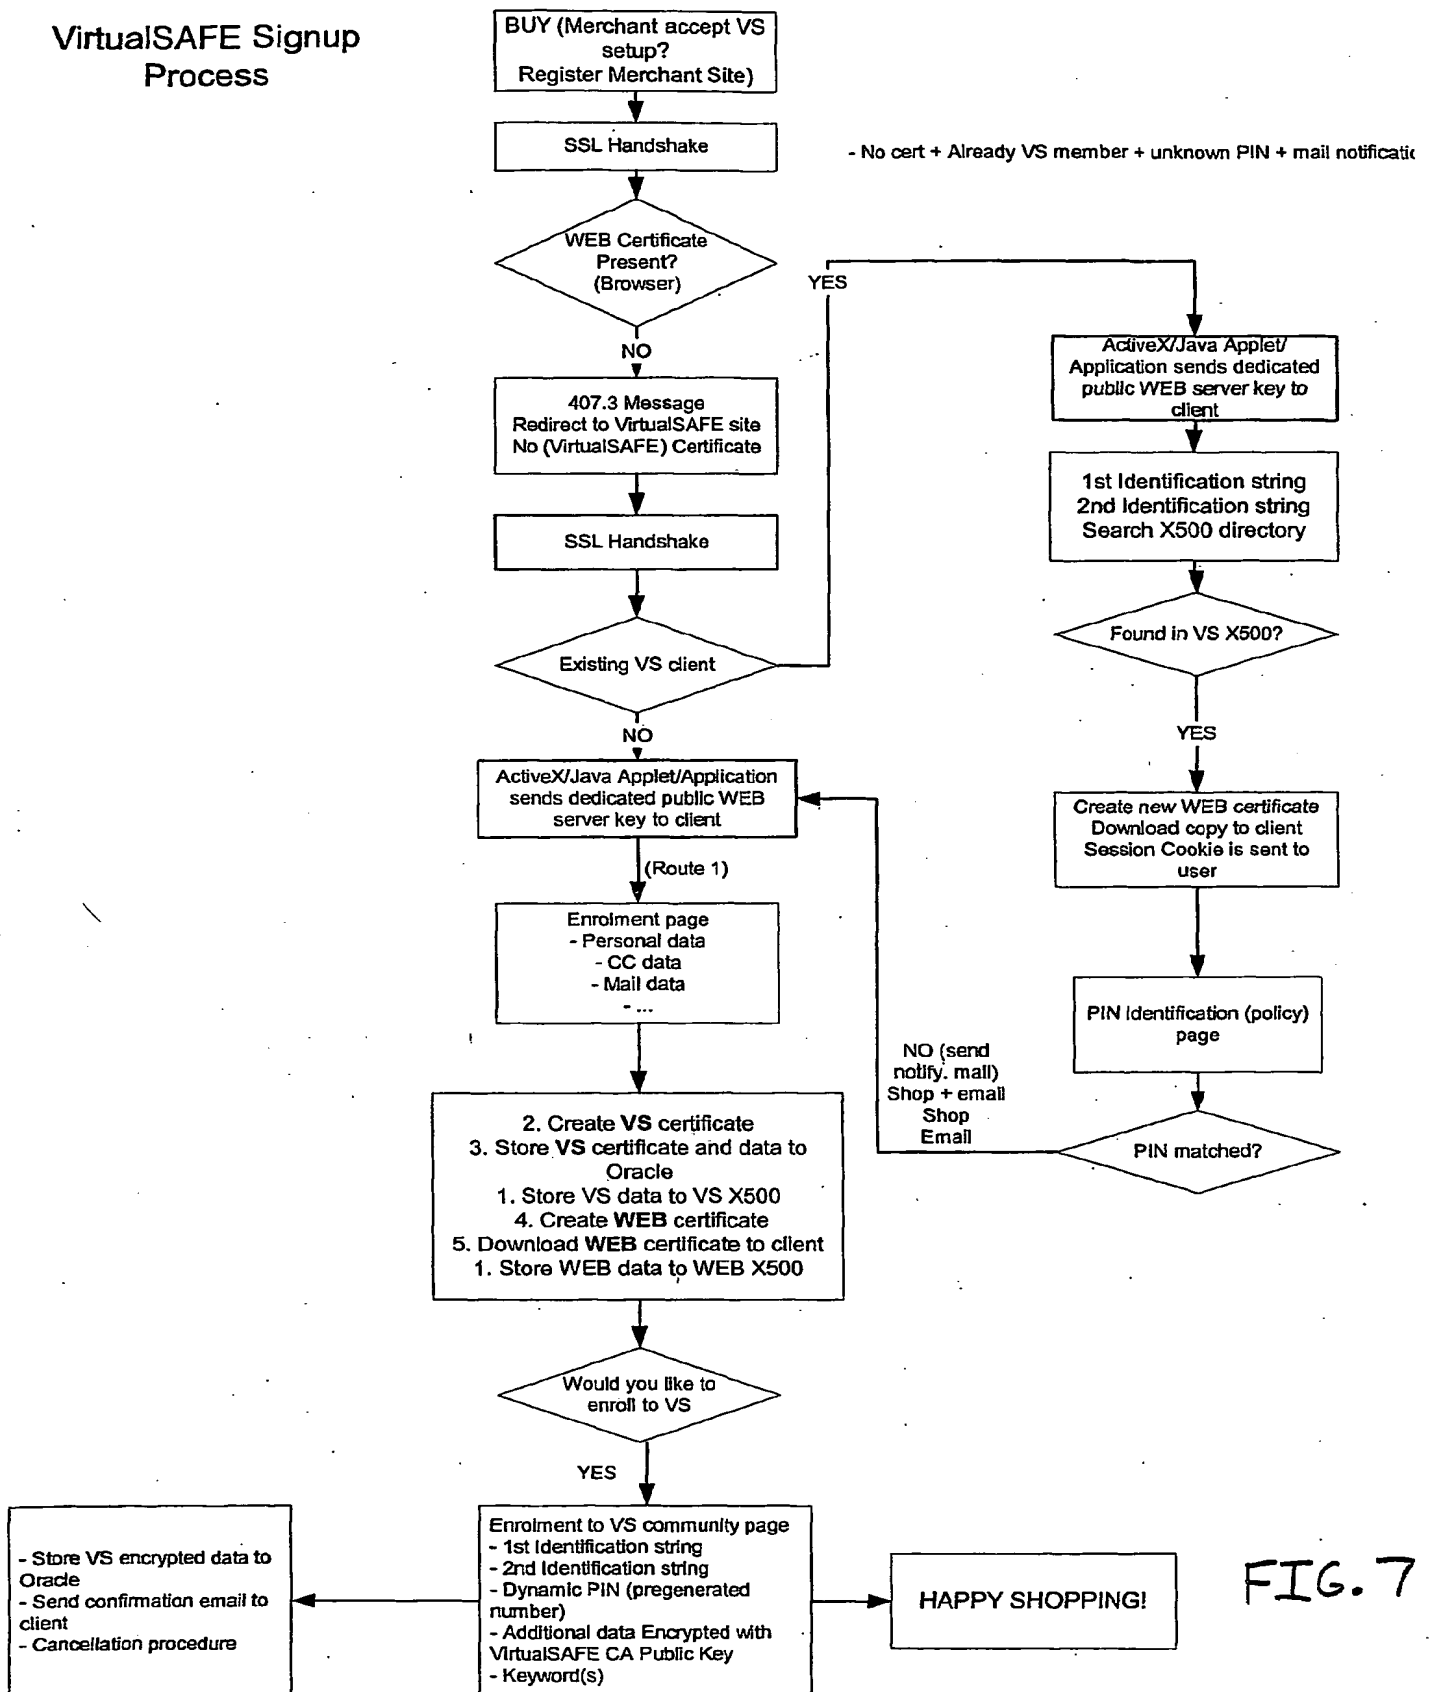 VirtualSAFE Signup
Process
BUY (Merchant accept VS
setup?
Register Merchant Site)
SSL Handshake
- No cert + Already VS member + unknown PIN + mail notificatic
WEB Certificate
Present?
(Browser)
NO
407.3 Message
Redirect to VirtualSAFE site
No (VirtualSAFE) Certificate
SSL Handshake
Existing VS client
YES
NO
ActiveX/Java Applet/Application
sends dedicated public WEB
server key to client
(Route 1)
Enrolment page
- Personal data
- CC data
- Mail data
- ...
2. Create VS certificate
3. Store VS certificate and data to
Oracle
1. Store VS data to VS X500
4. Create WEB certificate
5. Download WEB certificate to client
1. Store WEB data to WEB X500
Would you like to
enroll to VS
YES
ActiveX/Java Applet/
Application sends dedicated
public WEB server key to
client
1st Identification string
2nd Identification string
Search X500 directory
Found in VS X500?
YES
Create new WEB certificate
Download copy to client
Session Cookie is sent to
user
PIN Identification (policy)
page
PIN matched?
NO (send
notify. mail)
Shop + email
Shop
Email
- Store VS encrypted data to
Oracle
- Send confirmation email to
client
- Cancellation procedure
Enrolment to VS community page
- 1st Identification string
- 2nd Identification string
- Dynamic PIN (pregenerated
number)
- Additional data Encrypted with
VirtualSAFE CA Public Key
- Keyword(s)
HAPPY SHOPPING!
FIG. 7